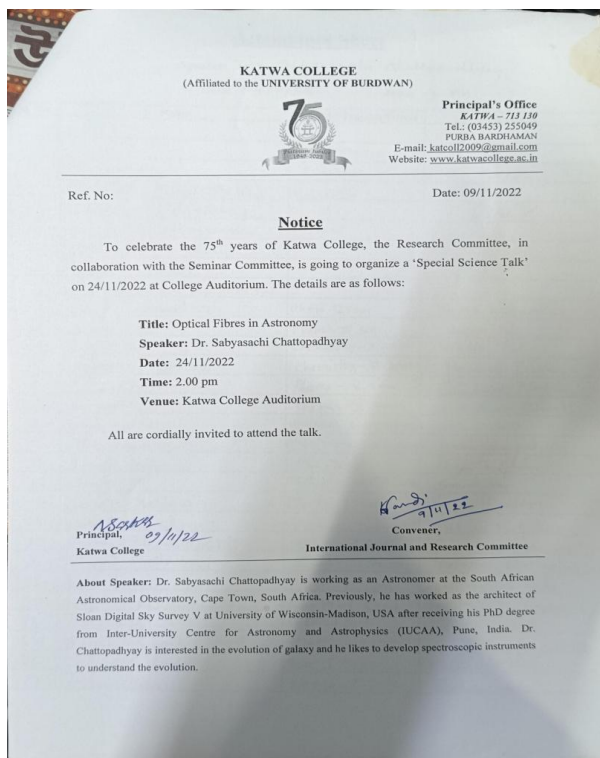 KATWA COLLEGE
(Affiliated to the UNIVERSITY OF BURDWAN)
75
Principal's Office
KATWA – 713 130
Tel.: (03453) 255049
PURBA BARDHAMAN
E-mail: katcoll2009@gmail.com
Website: www.katwacollege.ac.in
Ref. No:
Date: 09/11/2022
Notice
To celebrate the 75th years of Katwa College, the Research Committee, in
collaboration with the Seminar Committee, is going to organize a ‘Special Science Talk’
on 24/11/2022 at College Auditorium. The details are as follows:
Title: Optical Fibres in Astronomy
Speaker: Dr. Sabyasachi Chattopadhyay
Date: 24/11/2022
Time: 2.00 pm
Venue: Katwa College Auditorium
All are cordially invited to attend the talk.
09/11/22
Principal,
Katwa College
9/11/22
Convener,
International Journal and Research Committee
About Speaker: Dr. Sabyasachi Chattopadhyay is working as an Astronomer at the South African
Astronomical Observatory, Cape Town, South Africa. Previously, he has worked as the architect of
Sloan Digital Sky Survey V at University of Wisconsin-Madison, USA after receiving his PhD degree
from Inter-University Centre for Astronomy and Astrophysics (IUCAA), Pune, India. Dr.
Chattopadhyay is interested in the evolution of galaxy and he likes to develop spectroscopic instruments
to understand the evolution.